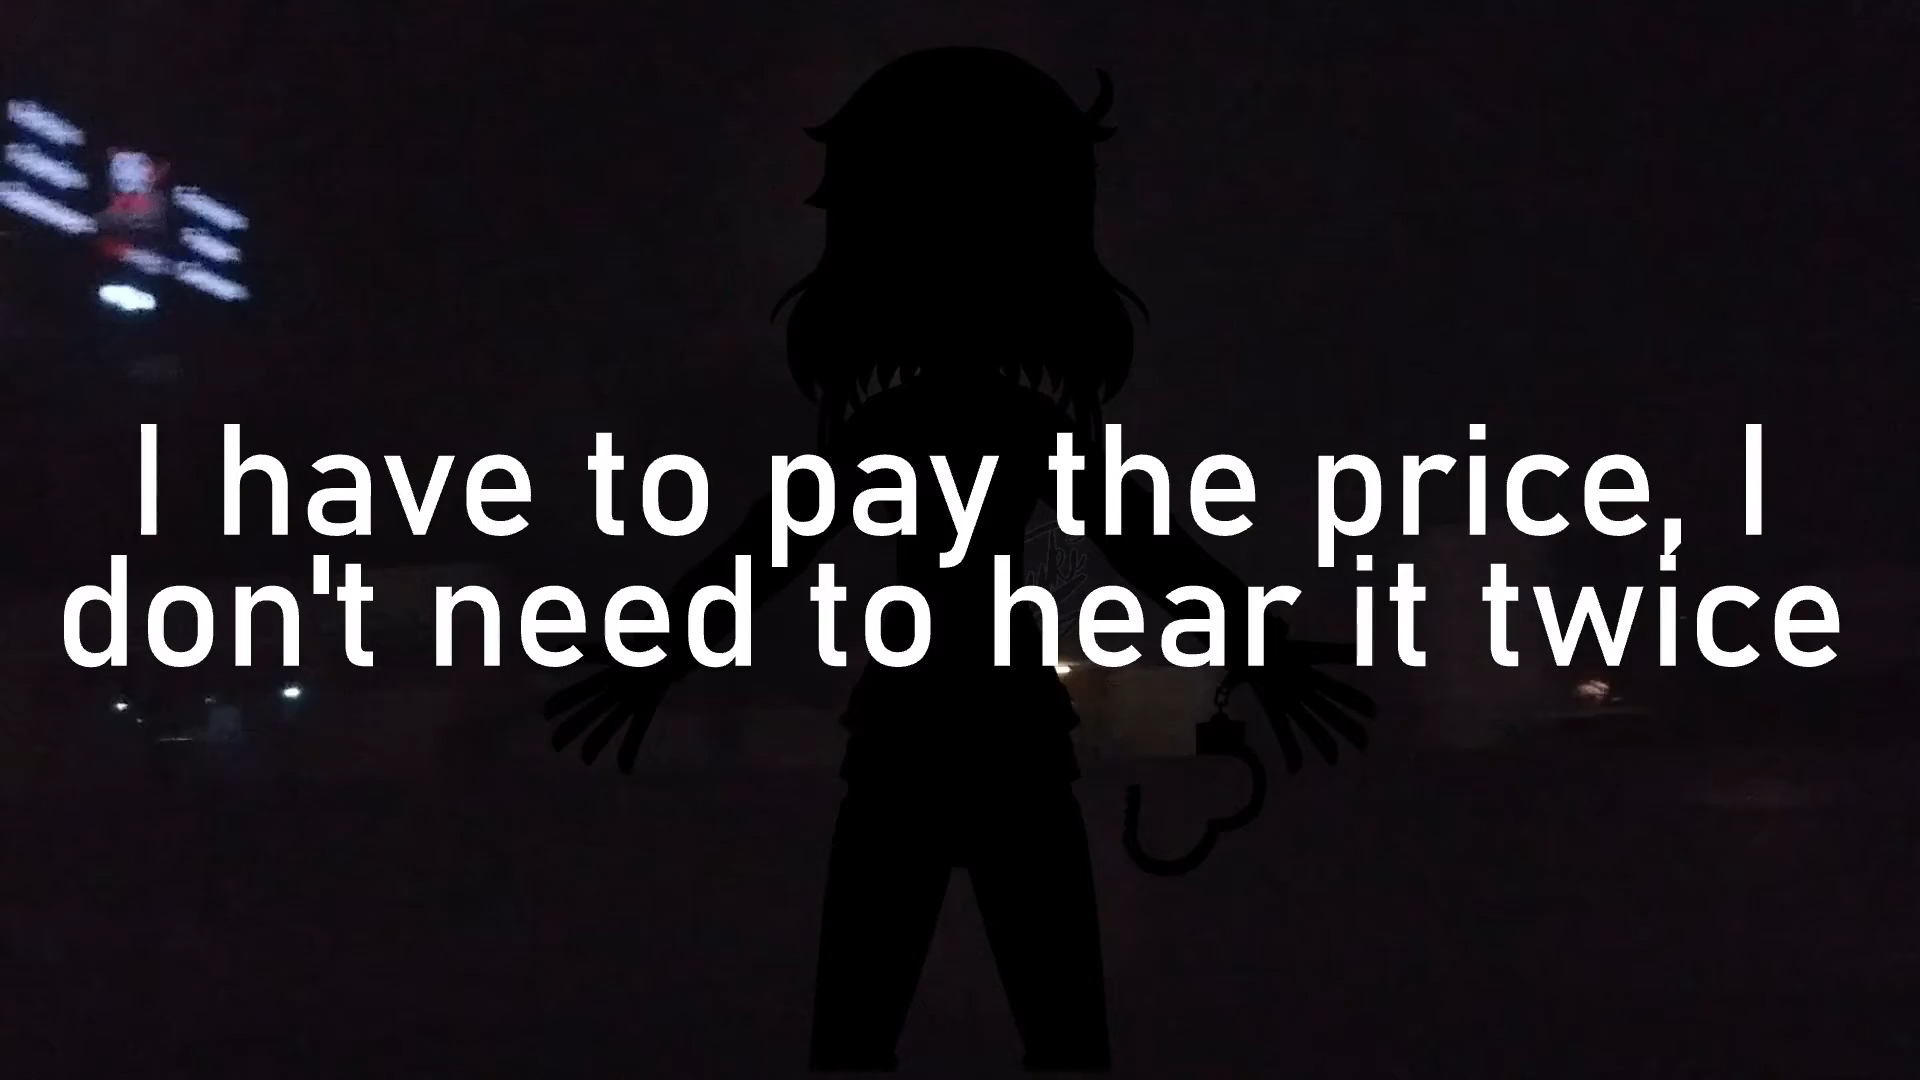 I have to pay the price, I
don't need to hear it twice